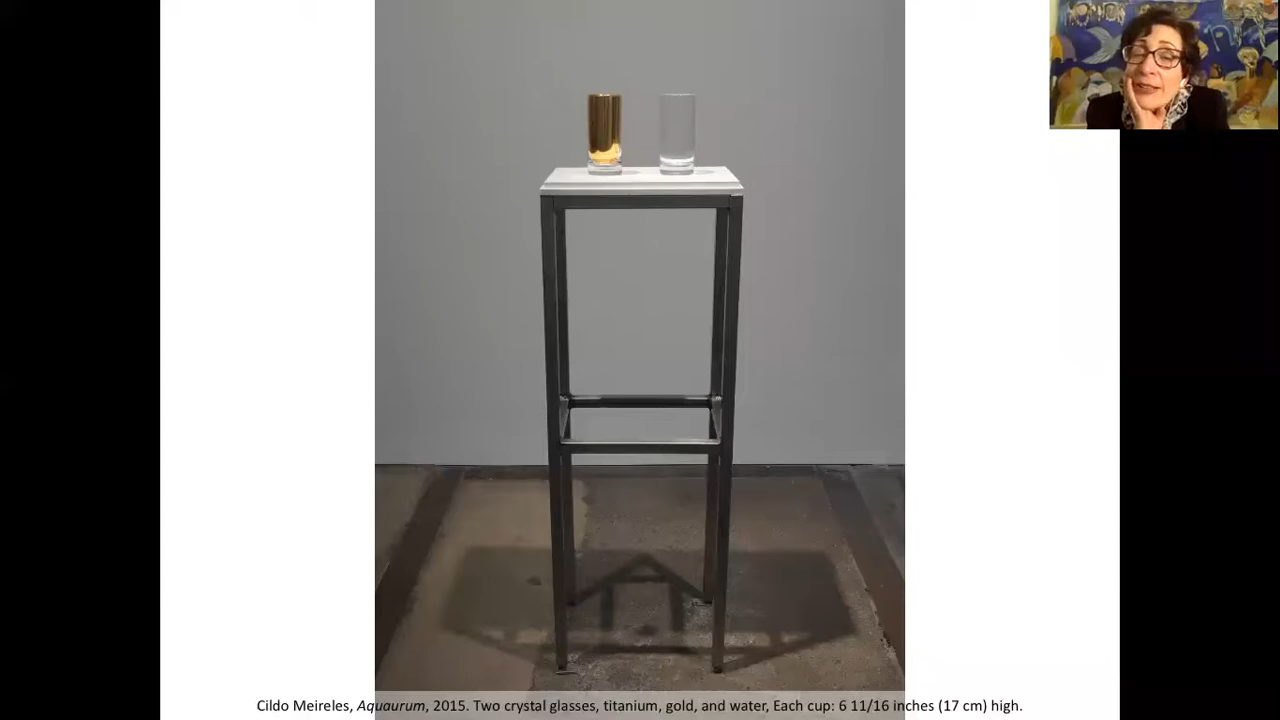 Cildo Meireles, Aquaurum, 2015. Two crystal glasses, titanium, gold, and water, Each cup: 6 11/16 inches (17 cm) high.